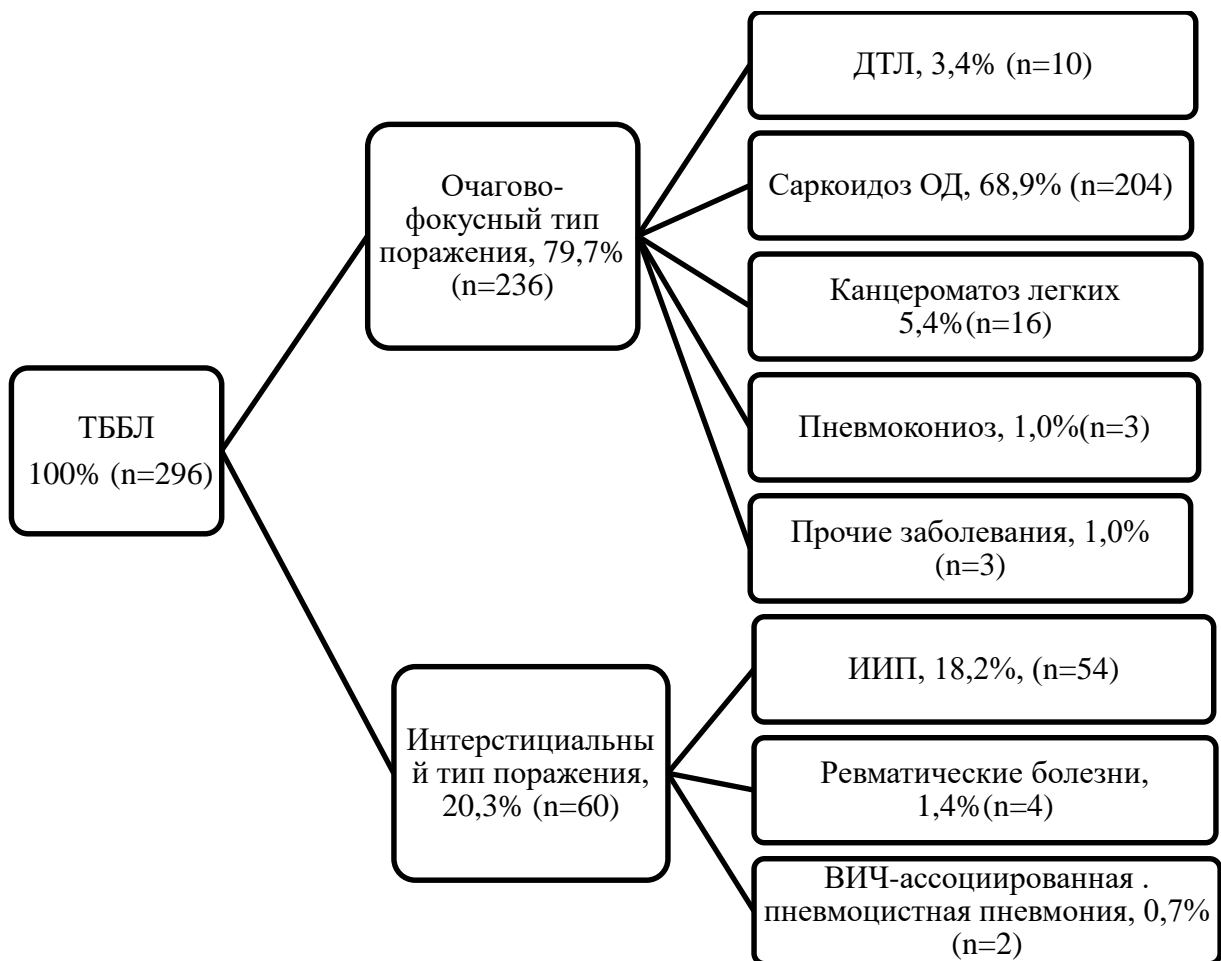 ТББЛ
100% (n=296)
Очагово-
фокусный тип
поражения, 79,7%
(n=236)
Интерстициальны
й тип поражения,
20,3% (n=60)
ДТЛ, 3,4% (n=10)
Саркоидоз ОД, 68,9% (n=204)
Канцероматоз легких
5,4%(n=16)
Пневмокониоз, 1,0%(n=3)
Прочие заболевания, 1,0%
(n=3)
ИИП, 18,2%, (n=54)
Ревматические болезни,
1,4%(n=4)
ВИЧ-ассоциированная .
пневмоцистная пневмония, 0,7%
(n=2)